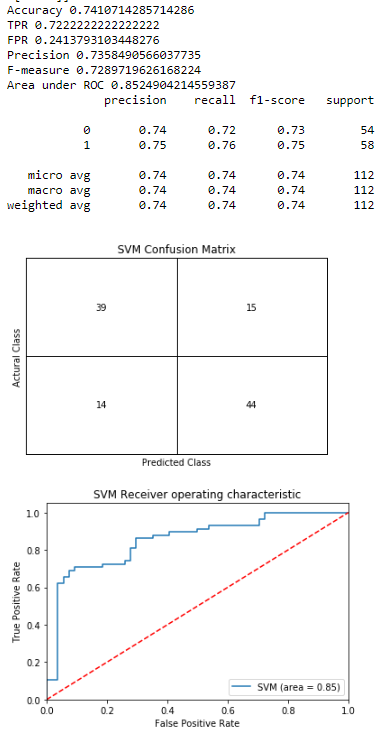 Accuracy 0.7410714285714286
TPR 0.7222222222222222
FPR 0.2413793103448276
Precision 0.7358490566037735
F-measure 0.7289719626168224
Area under ROC 0.8524904214559387
precision recall f1-score support
0 0.74 0.72 0.73 54
1 0.75 0.76 0.75 58
micro avg 0.74 0.74 0.74 112
macro avg 0.74 0.74 0.74 112
weighted avg 0.74 0.74 0.74 112
SVM Confusion Matrix
Actural Class
39 15
14 44
Predicted Class
SVM Receiver operating characteristic
True Positive Rate
1.0
0.8
0.6
0.4
0.2
0.0
SVM (area = 0.85)
0.0 0.2 0.4 0.6 0.8 1.0
False Positive Rate